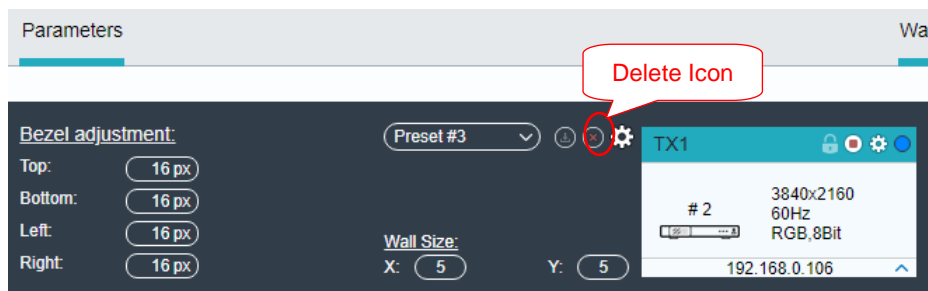 Parameters
Wa
Delete Icon
Bezel adjustment:
Preset #3
Top: 16 px
Bottom: 16 px
Left: 16 px
Right: 16 px
Wall Size:
X: 5 Y: 5
TX1
# 2
3840x2160
60Hz
RGB,8Bit
192.168.0.106